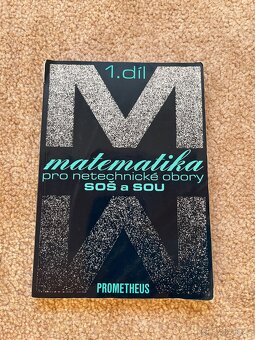 1.díl
matematika
pro netechnické obory
SOŠ a SOU
PROMETHEUS